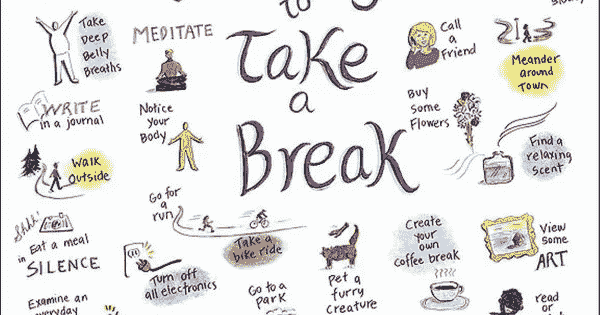 to
Take
a
Break
Take
Deep
Belly
Breaths
MEDITATE
Call
a
Friend
Meander
around
Town
WRITE
in a journal
Notice
Your
Body
Buy
Some
Flowers
Find a
relaxing
scent
Walk
Outside
Go for
a run
Take a
bike ride
Shhh!
Eat a meal
in SILENCE
Turn off
all electronics
Pet a
furry
Creature
Create
Your
own
coffee break
View
some
ART
Examine an
everyday
Go to a
park
read
or